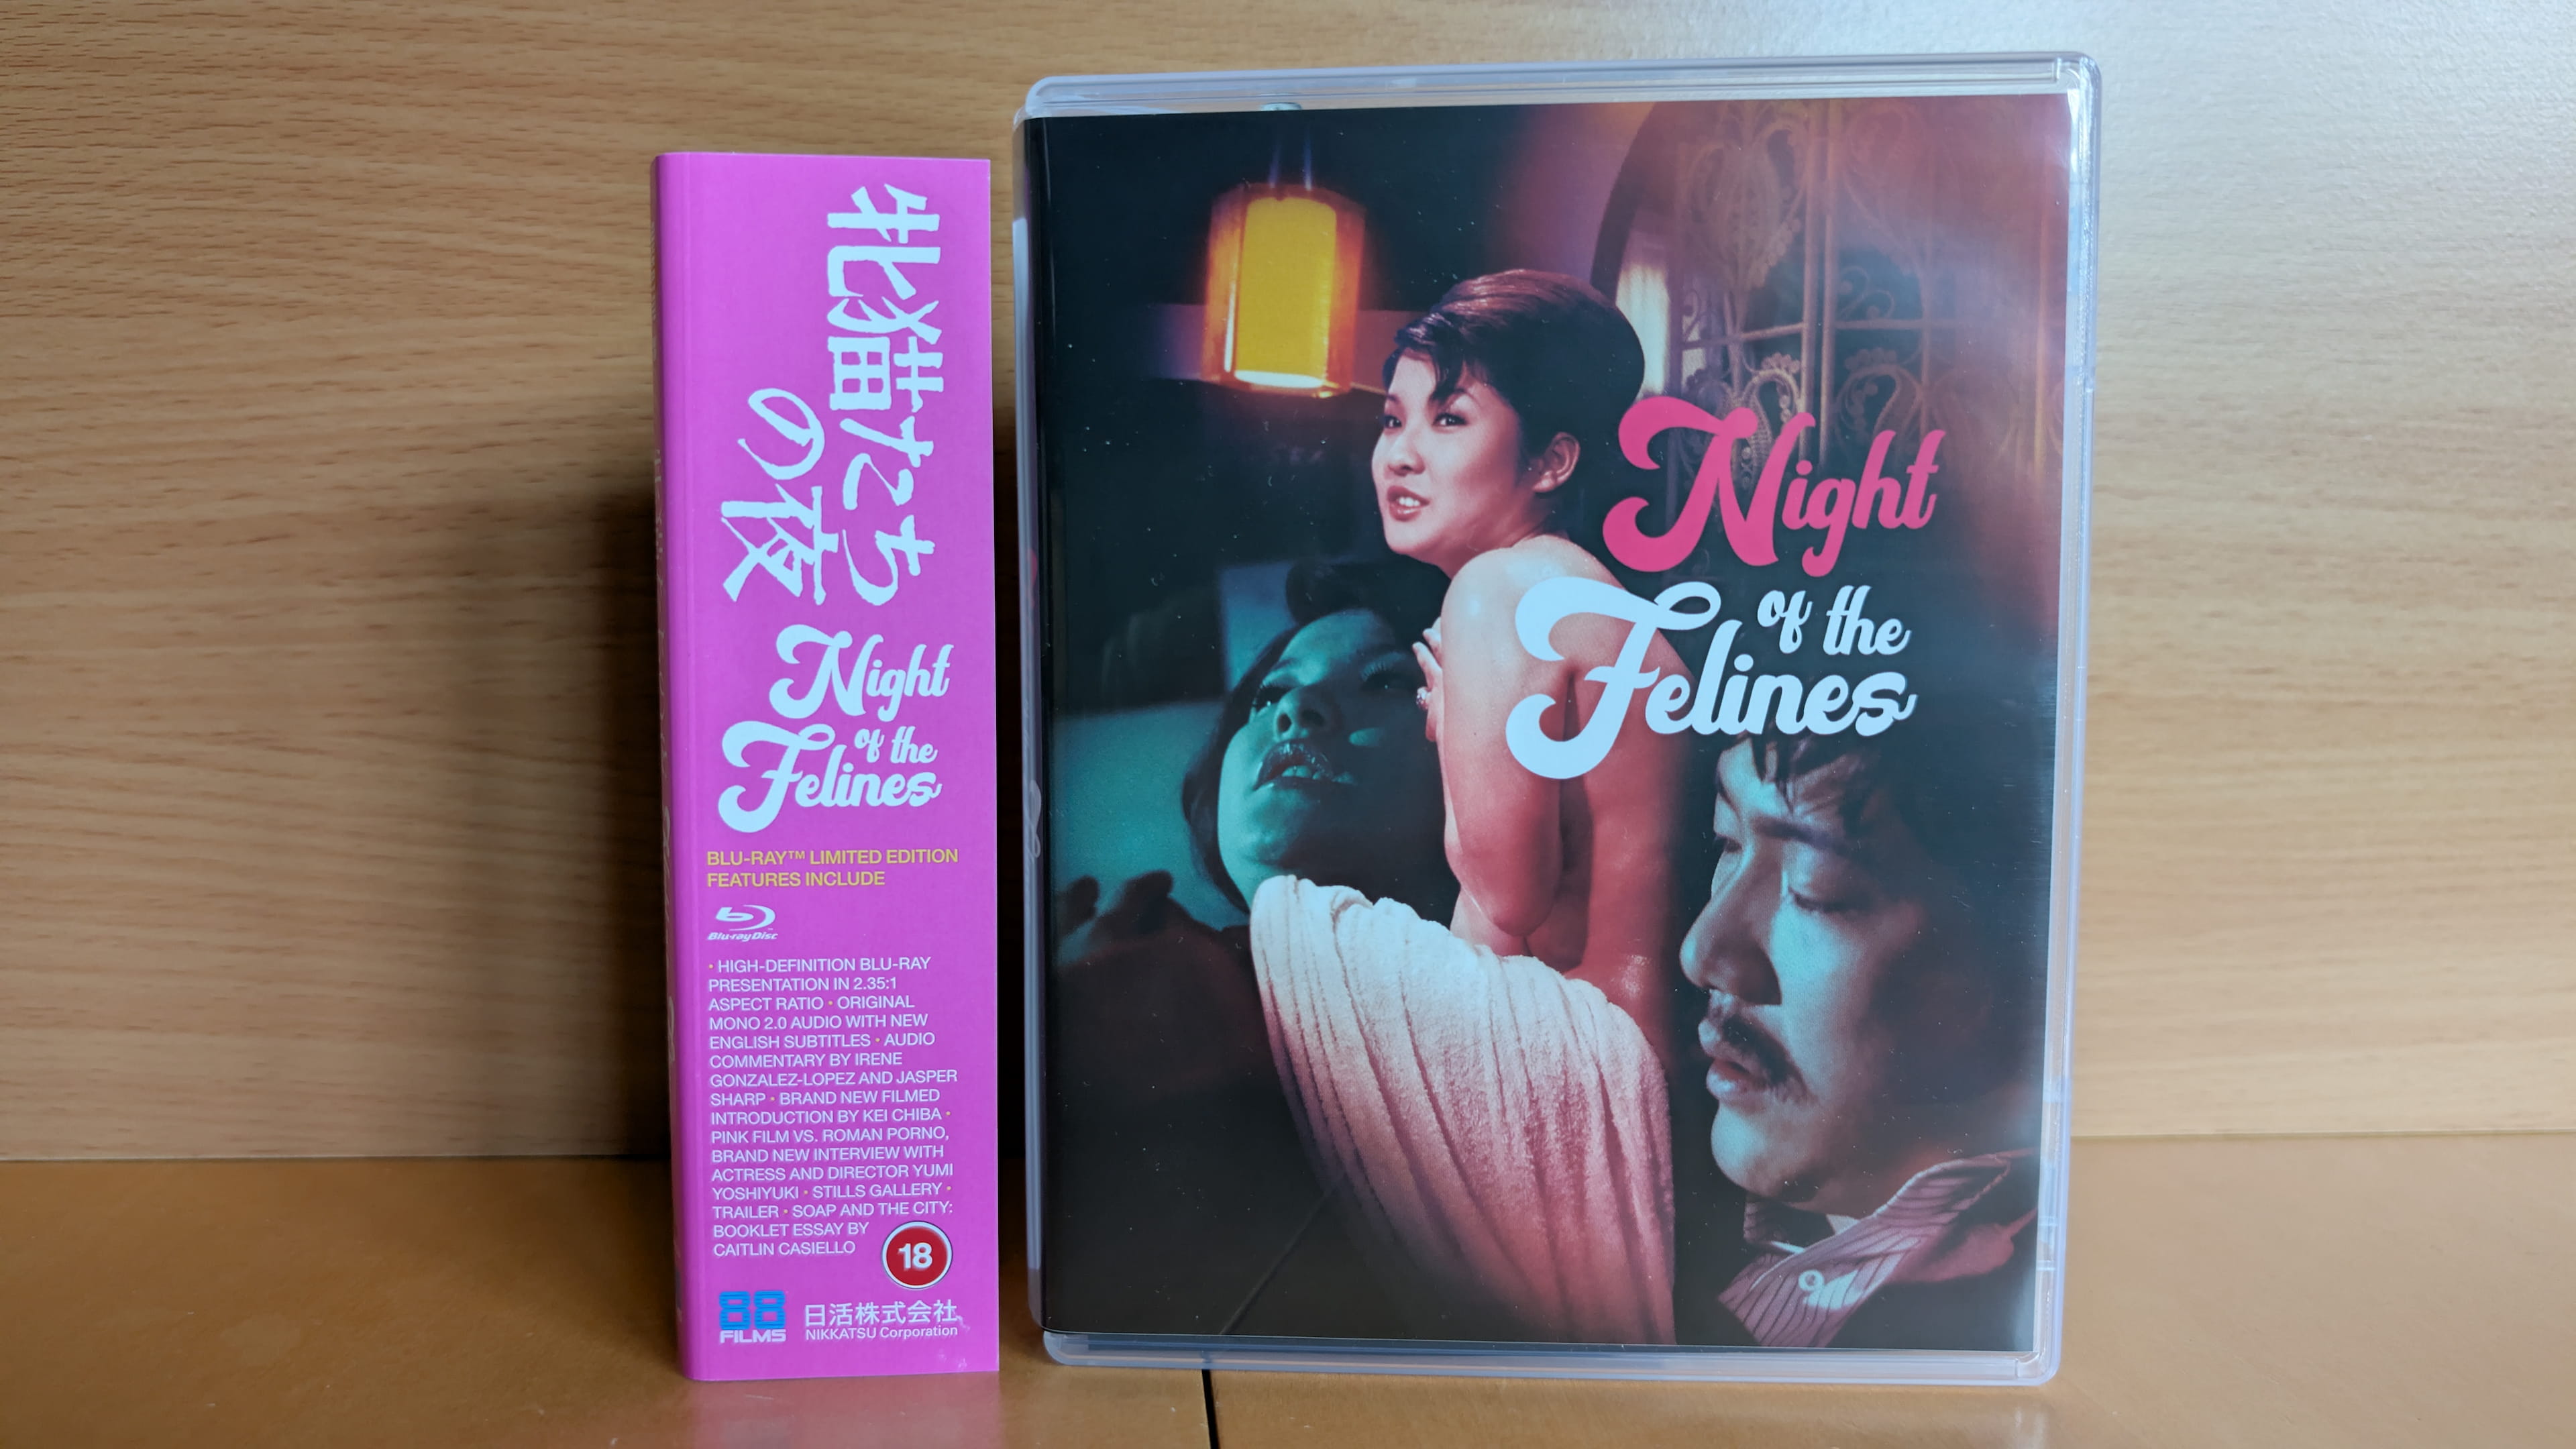 牝猫たち
の夜
Night
of the
Felines
BLU-RAY™ LIMITED EDITION
FEATURES INCLUDE
Blu-ray Disc
• HIGH-DEFINITION BLU-RAY
PRESENTATION IN 2.35:1
ASPECT RATIO • ORIGINAL
MONO 2.0 AUDIO WITH NEW
ENGLISH SUBTITLES • AUDIO
COMMENTARY BY IRENE
GONZALEZ-LOPEZ AND JASPER
SHARP • BRAND NEW FILMED
INTRODUCTION BY KEI CHIBA •
PINK FILM VS. ROMAN PORNO,
BRAND NEW INTERVIEW WITH
ACTRESS AND DIRECTOR YUMI
YOSHIYUKI • STILLS GALLERY •
TRAILER • SOAP AND THE CITY:
BOOKLET ESSAY BY
CAITLIN CASIELLO
18
88
FILMS
日活株式会社
NIKKATSU Corporation
Night
of the
Felines